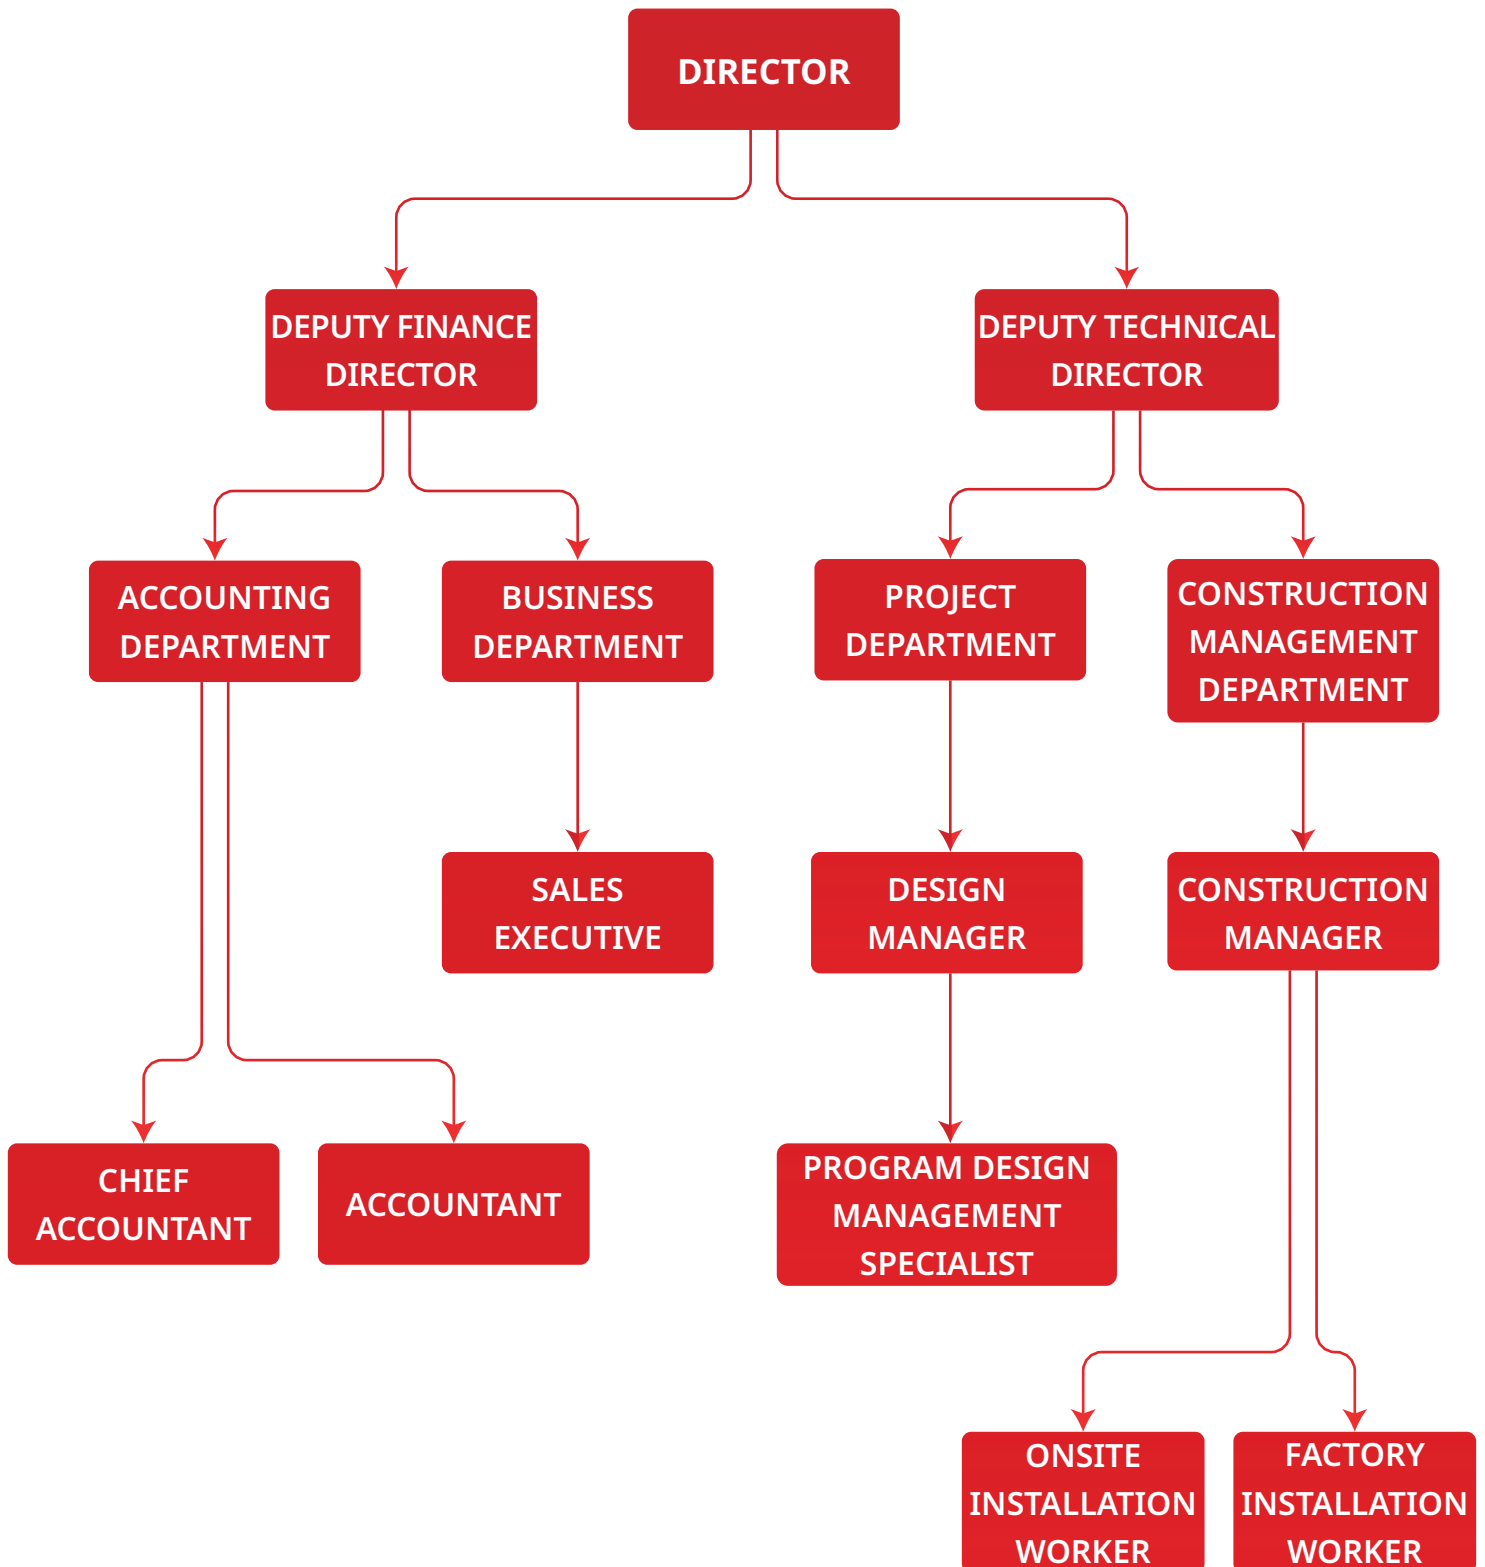 DIRECTOR
DEPUTY FINANCE
DIRECTOR
DEPUTY TECHNICAL
DIRECTOR
ACCOUNTING
DEPARTMENT
BUSINESS
DEPARTMENT
PROJECT
DEPARTMENT
CONSTRUCTION
MANAGEMENT
DEPARTMENT
SALES
EXECUTIVE
DESIGN
MANAGER
CONSTRUCTION
MANAGER
CHIEF
ACCOUNTANT
ACCOUNTANT
PROGRAM DESIGN
MANAGEMENT
SPECIALIST
ONSITE
INSTALLATION
WORKER
FACTORY
INSTALLATION
WORKER